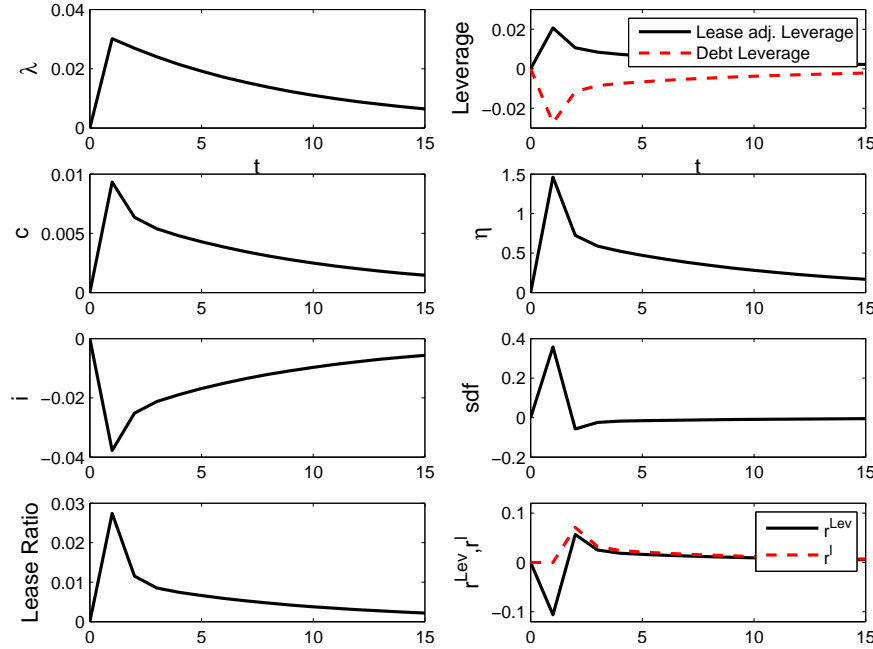 0.04
0.02
0
λ
0 5 10 15
t
0.02
0
−0.02
Leverage
Lease adj. Leverage
Debt Leverage
0 5 10 15
t
0.01
0.005
0
c
0 5 10 15
1.5
1
0.5
0
η
0 5 10 15
0
−0.02
−0.04
i
0 5 10 15
0.4
0.2
0
−0.2
sdf
0 5 10 15
0.03
0.02
0.01
0
Lease Ratio
0 5 10 15
0.1
0
−0.1
r^Lev,r^l
r^Lev
r^l
0 5 10 15